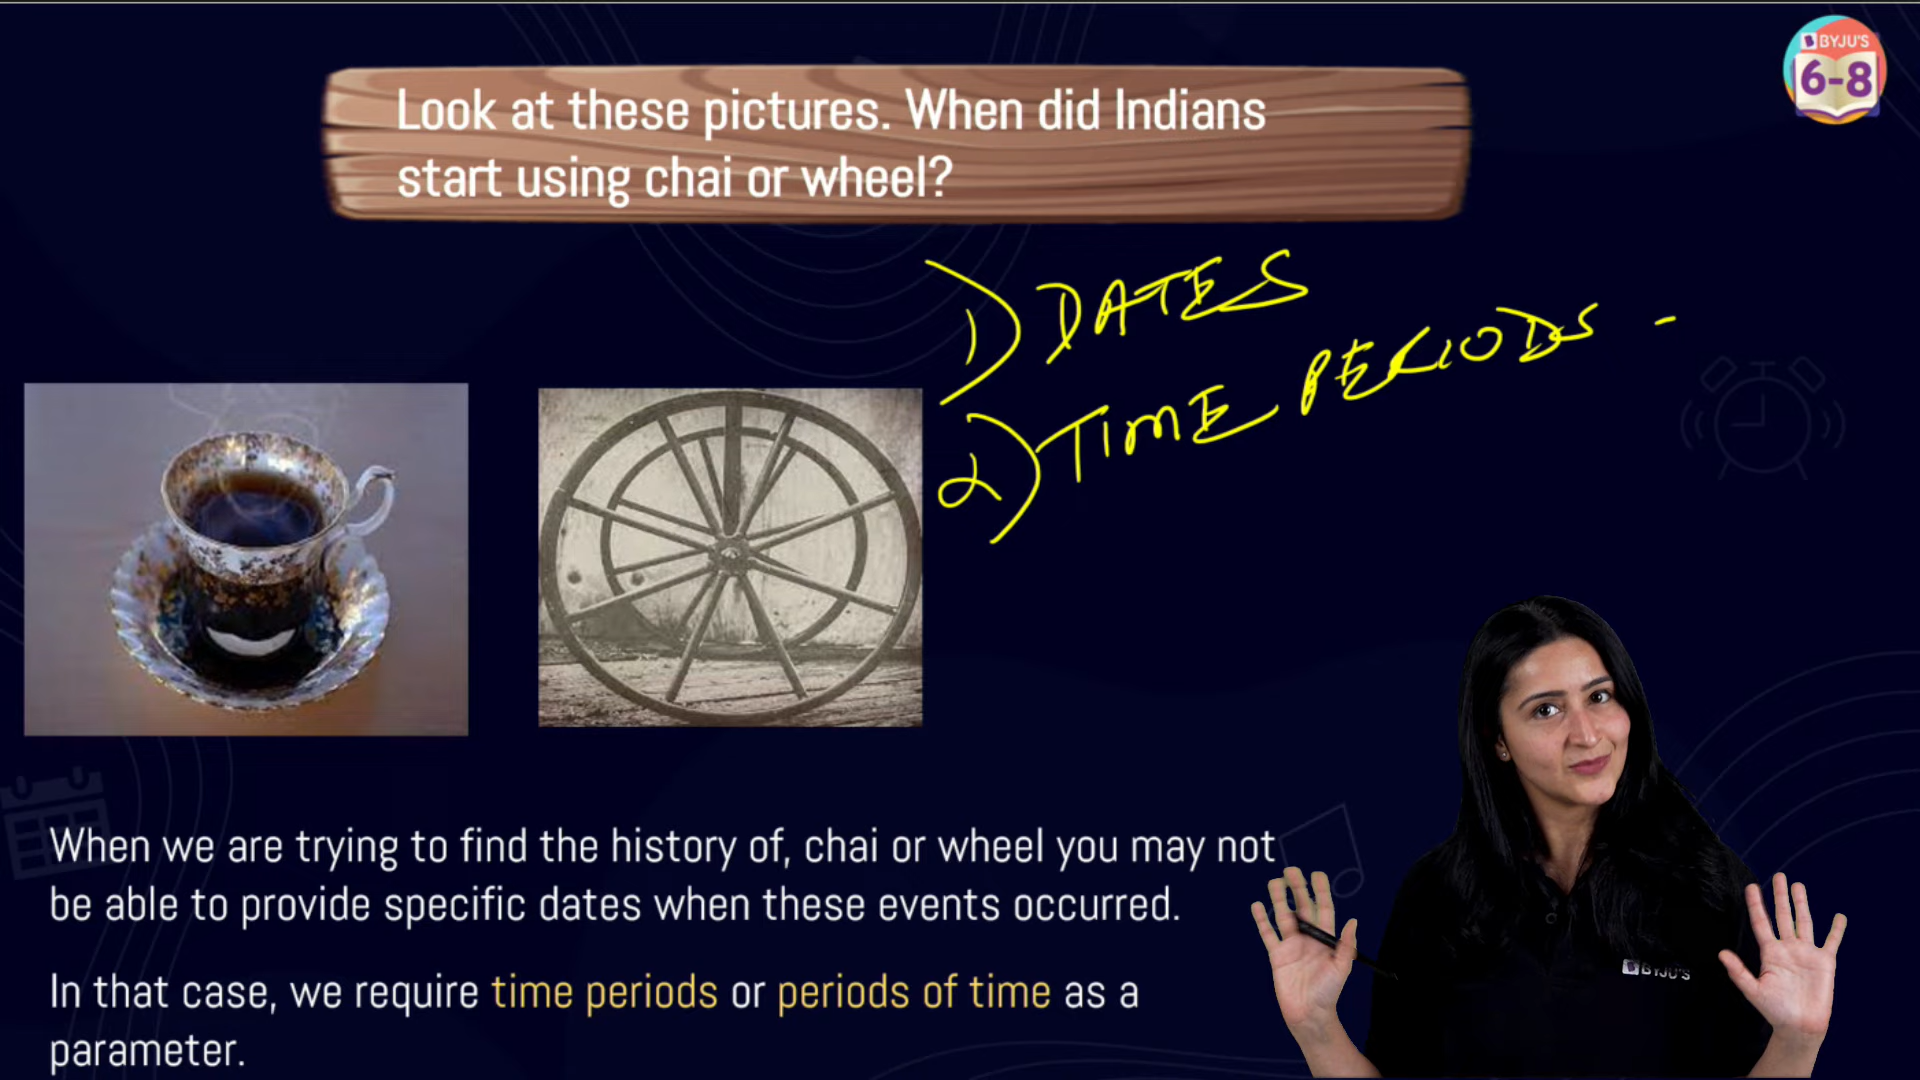 BYJU'S
6-8
Look at these pictures. When did Indians
start using chai or wheel?
1) DATES
2) TIME PERIODS -
When we are trying to find the history of, chai or wheel you may not
be able to provide specific dates when these events occurred.
In that case, we require time periods or periods of time as a
parameter.
BYJU'S